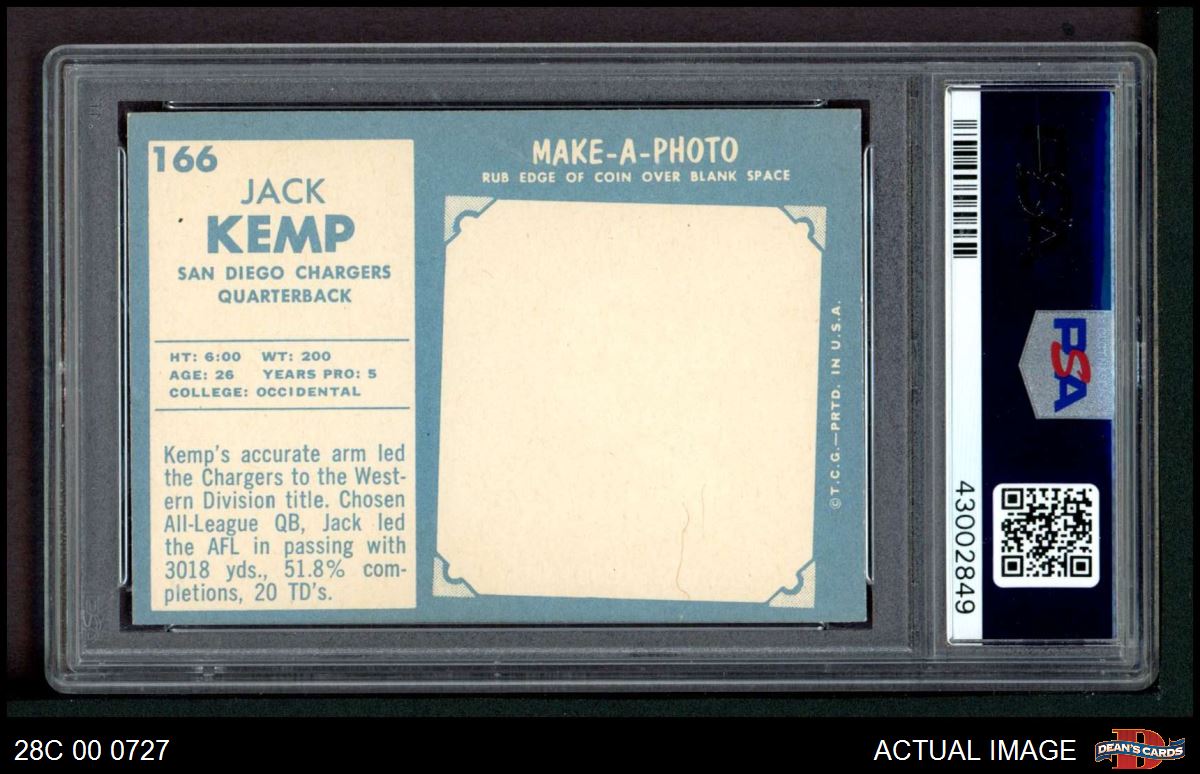 166
JACK
KEMP
SAN DIEGO CHARGERS
QUARTERBACK
HT: 6:00 WT: 200
AGE: 26 YEARS PRO: 5
COLLEGE: OCCIDENTAL
Kemp's accurate arm led
the Chargers to the West-
ern Division title. Chosen
All-League QB, Jack led
the AFL in passing with
3018 yds., 51.8% com-
pletions, 20 TD's.
MAKE-A-PHOTO
RUB EDGE OF COIN OVER BLANK SPACE
©T.C.G.—PRTD. IN U.S.A.
PSA
43002849
28C 00 0727
ACTUAL IMAGE
DEAN'S CARDS